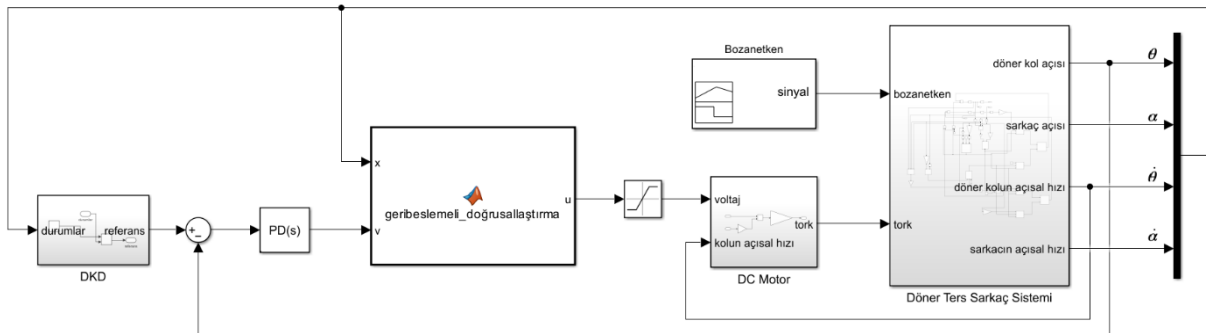 Bozanetken
sinyal
döner kol açısı
θ
bozanetken
sarkaç açısı
α
x
geribeslemeli_doğrusallaştırma
u
v
voltaj
tork
kolun açısal hızı
DC Motor
döner kolun açısal hızı
θ̇
tork
sarkacın açısal hızı
α̇
Döner Ters Sarkaç Sistemi
durumlar
referans
DKD
+
−
PD(s)